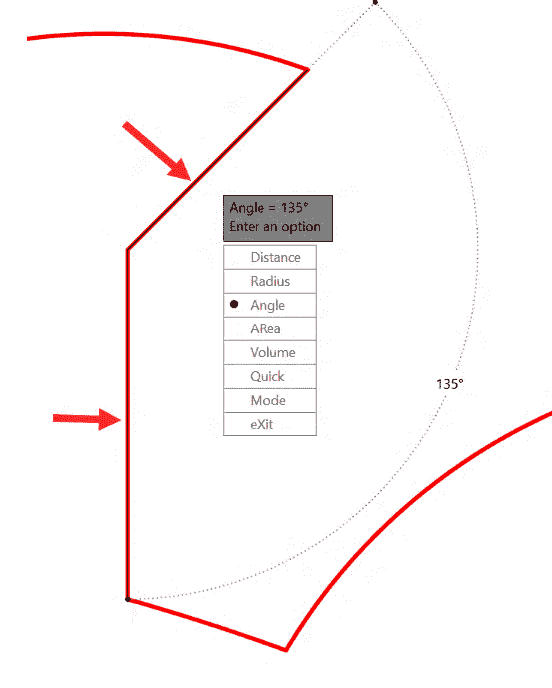 Angle = 135°
Enter an option
Distance
Radius
Angle
ARea
Volume
Quick
Mode
eXit
135°